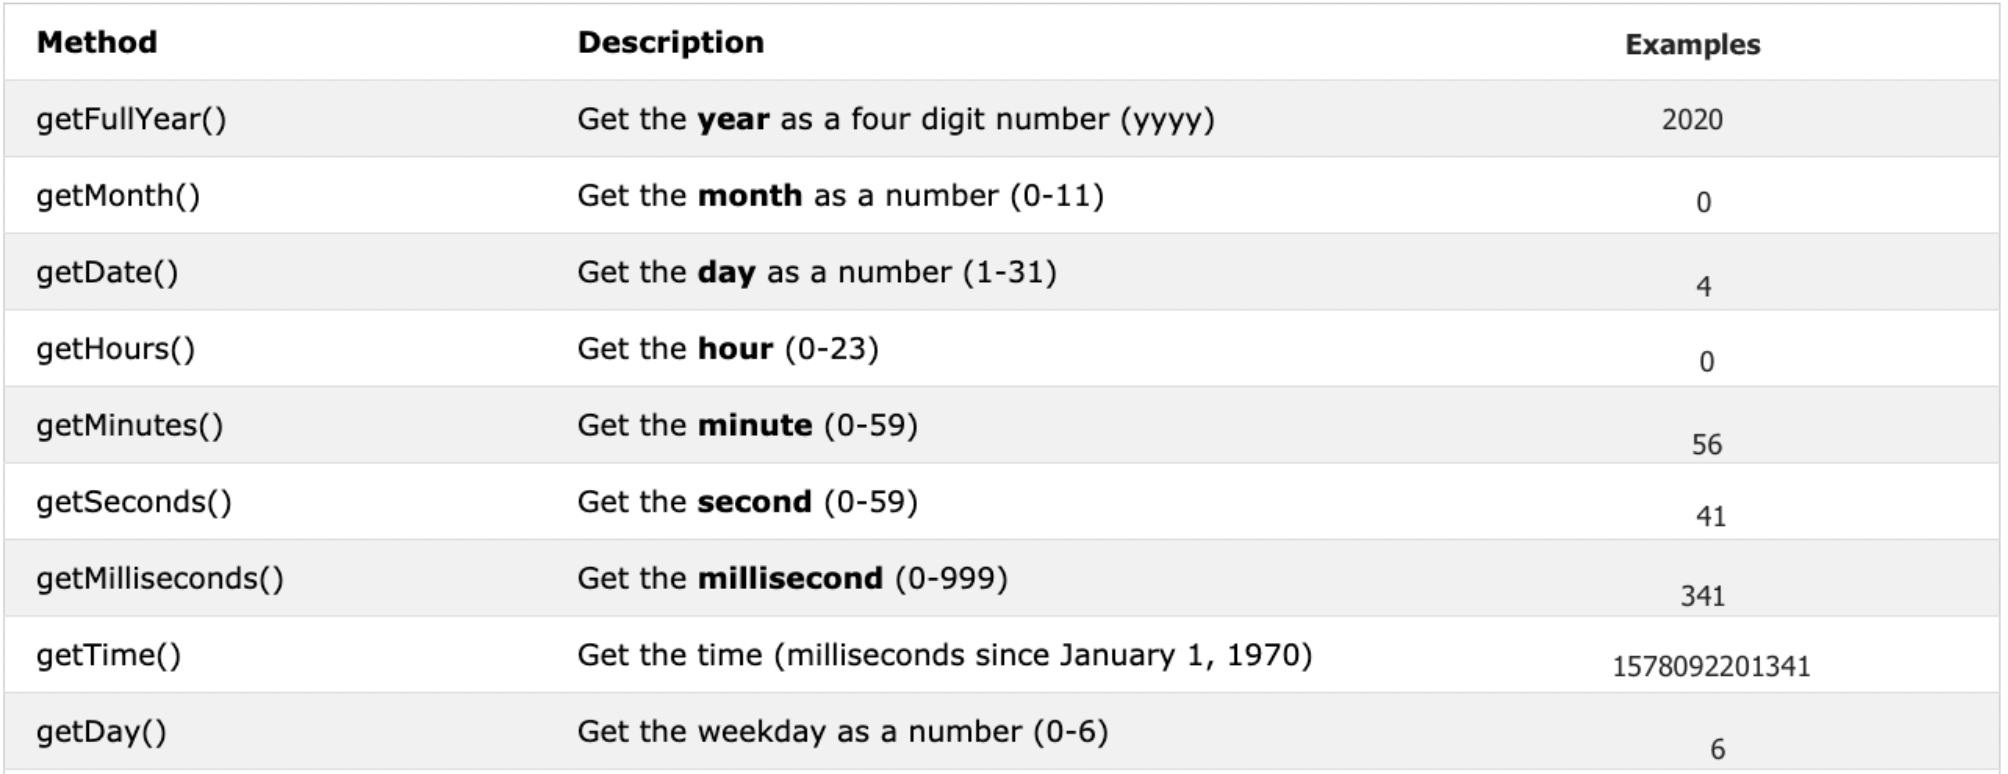 Method Description Examples
getFullYear() Get the year as a four digit number (yyyy) 2020
getMonth() Get the month as a number (0-11) 0
getDate() Get the day as a number (1-31) 4
getHours() Get the hour (0-23) 0
getMinutes() Get the minute (0-59) 56
getSeconds() Get the second (0-59) 41
getMilliseconds() Get the millisecond (0-999) 341
getTime() Get the time (milliseconds since January 1, 1970) 1578092201341
getDay() Get the weekday as a number (0-6) 6